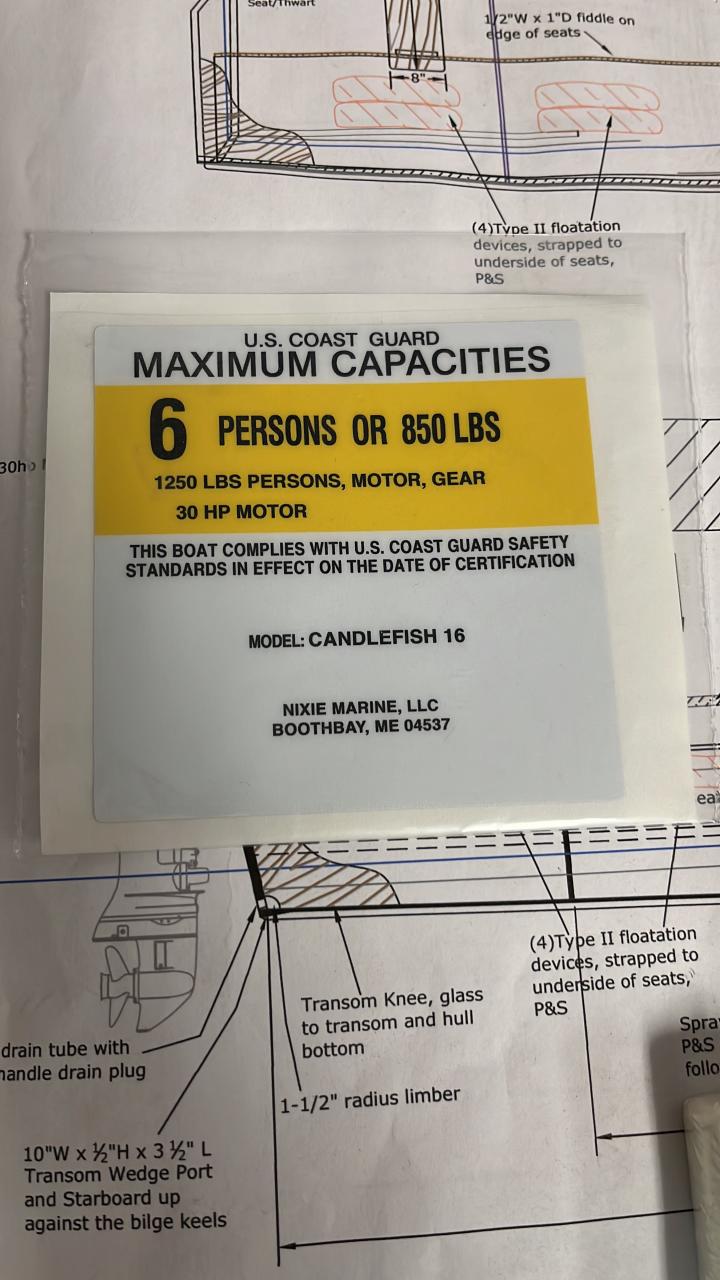 Seat/Thwart
1/2"W x 1"D fiddle on
edge of seats
8"
(4)Type II floatation
devices, strapped to
underside of seats,
P&S
U.S. COAST GUARD
MAXIMUM CAPACITIES
6 PERSONS OR 850 LBS
1250 LBS PERSONS, MOTOR, GEAR
30 HP MOTOR
THIS BOAT COMPLIES WITH U.S. COAST GUARD SAFETY
STANDARDS IN EFFECT ON THE DATE OF CERTIFICATION
MODEL: CANDLEFISH 16
NIXIE MARINE, LLC
BOOTHBAY, ME 04537
30hp
(4)Type II floatation
devices, strapped to
underside of seats,
P&S
Transom Knee, glass
to transom and hull
bottom
drain tube with
handle drain plug
1-1/2" radius limber
10"W x ½"H x 3 ½" L
Transom Wedge Port
and Starboard up
against the bilge keels
P&S